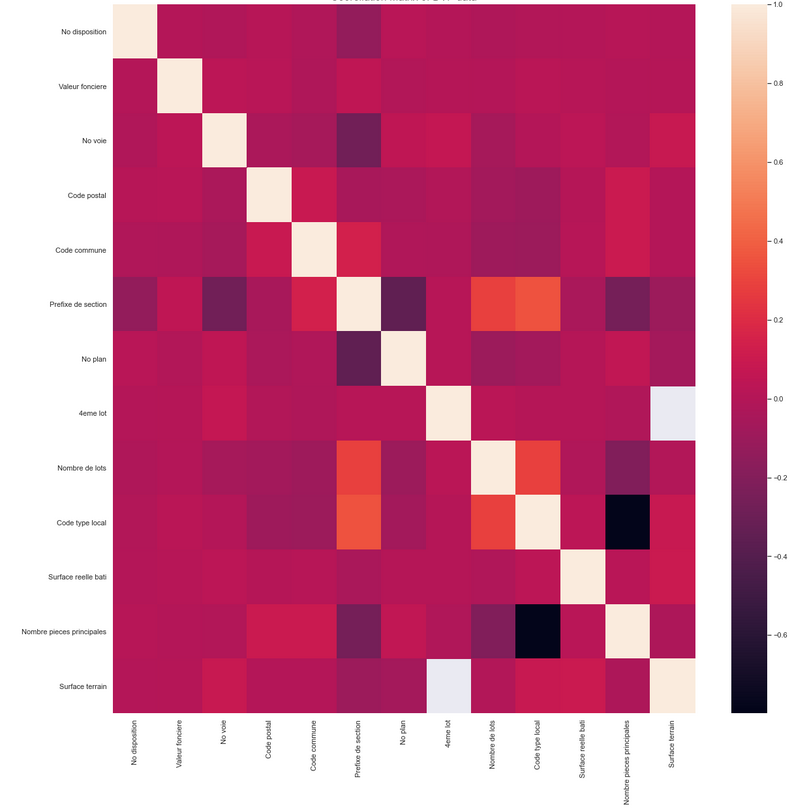 No disposition
Valeur fonciere
No voie
Code postal
Code commune
Prefixe de section
No plan
4eme lot
Nombre de lots
Code type local
Surface reelle bati
Nombre pieces principales
Surface terrain
No disposition
Valeur fonciere
No voie
Code postal
Code commune
Prefixe de section
No plan
4eme lot
Nombre de lots
Code type local
Surface reelle bati
Nombre pieces principales
Surface terrain
1.0
0.8
0.6
0.4
0.2
0.0
−0.2
−0.4
−0.6